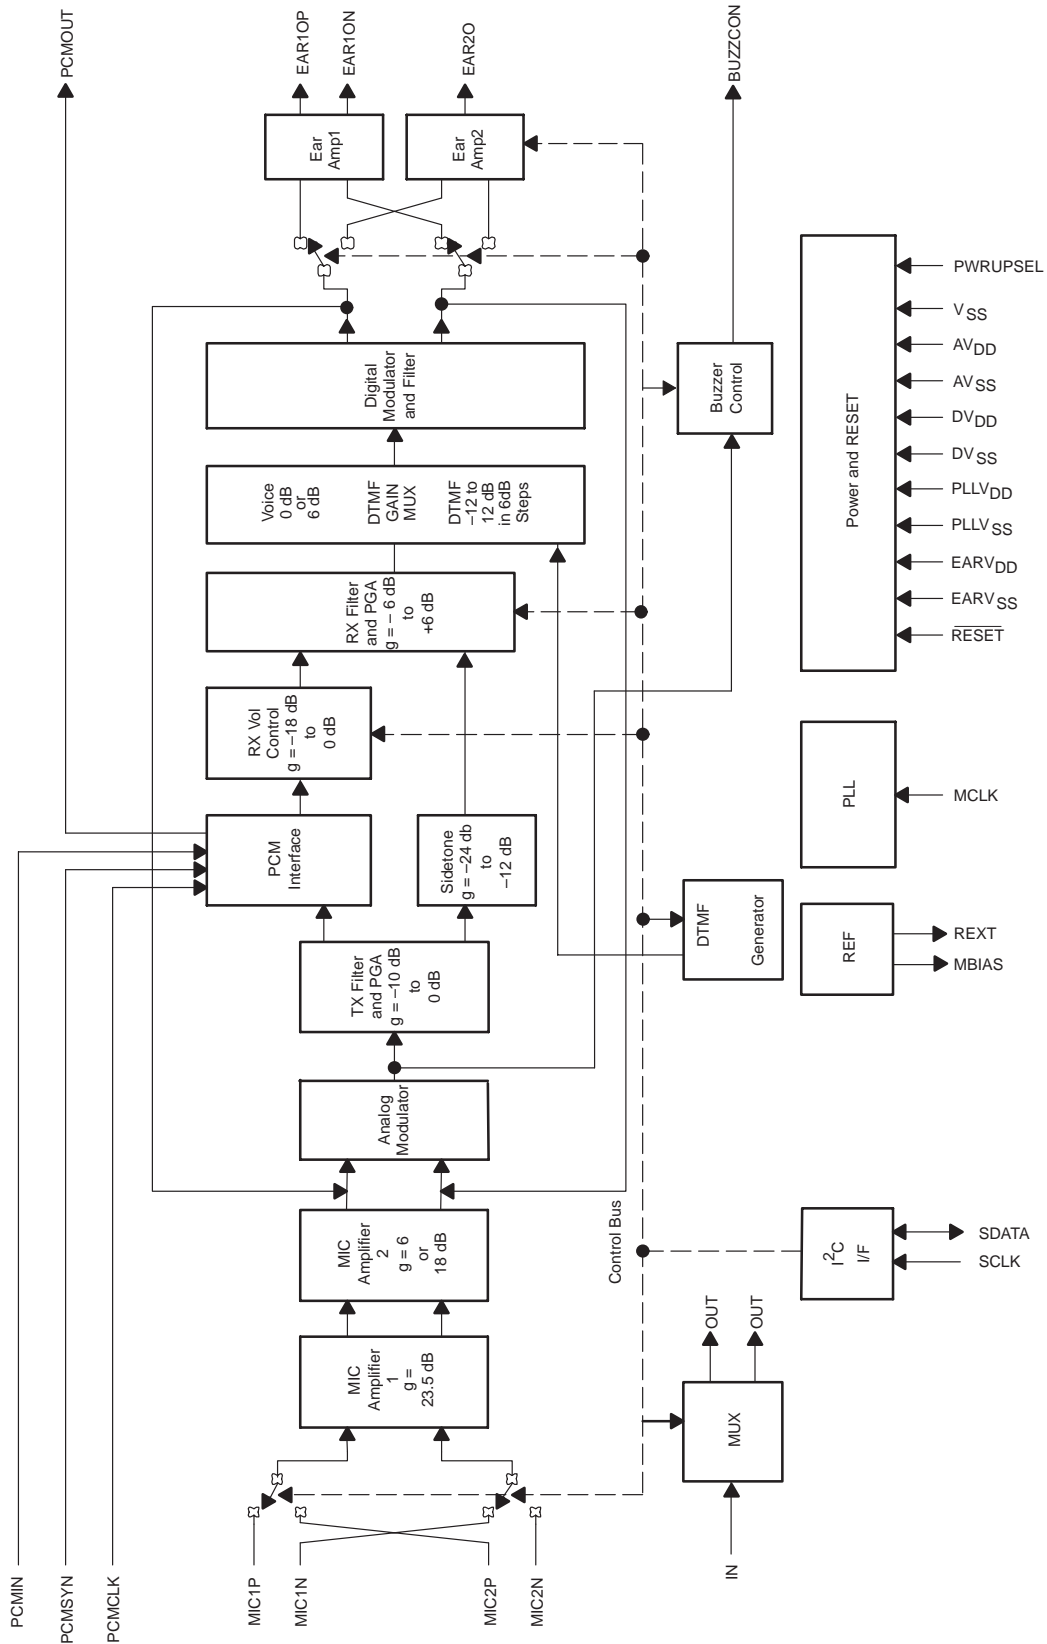 PCMOUT
EAR1OP
EAR1ON
EAR2O
BUZZCON
Ear
Amp1
Ear
Amp2
Digital
Modulator
and Filter
Buzzer
Control
Voice
0 dB
or
6 dB
DTMF
GAIN
MUX
DTMF
–12 to
12 dB
in 6dB
Steps
RX Filter
and PGA
g = – 6 dB
to
+6 dB
RX Vol
Control
g = –18 dB
to
0 dB
PCM
Interface
Sidetone
g = –24 db
to
–12 dB
TX Filter
and PGA
g = –10 dB
to
0 dB
DTMF
Generator
Analog
Modulator
MIC
Amplifier
2
g = 6
or
18 dB
MIC
Amplifier
1
g =
23.5 dB
Control Bus
Power and RESET
PWRUPSEL
VSS
AVDD
AVSS
DVDD
DVSS
PLLVDD
PLLVSS
EARVDD
EARVSS
RESET
PLL
MCLK
REF
REXT
MBIAS
I2C
I/F
SDATA
SCLK
OUT
OUT
MUX
IN
PCMIN
PCMSYN
PCMCLK
MIC1P
MIC1N
MIC2P
MIC2N